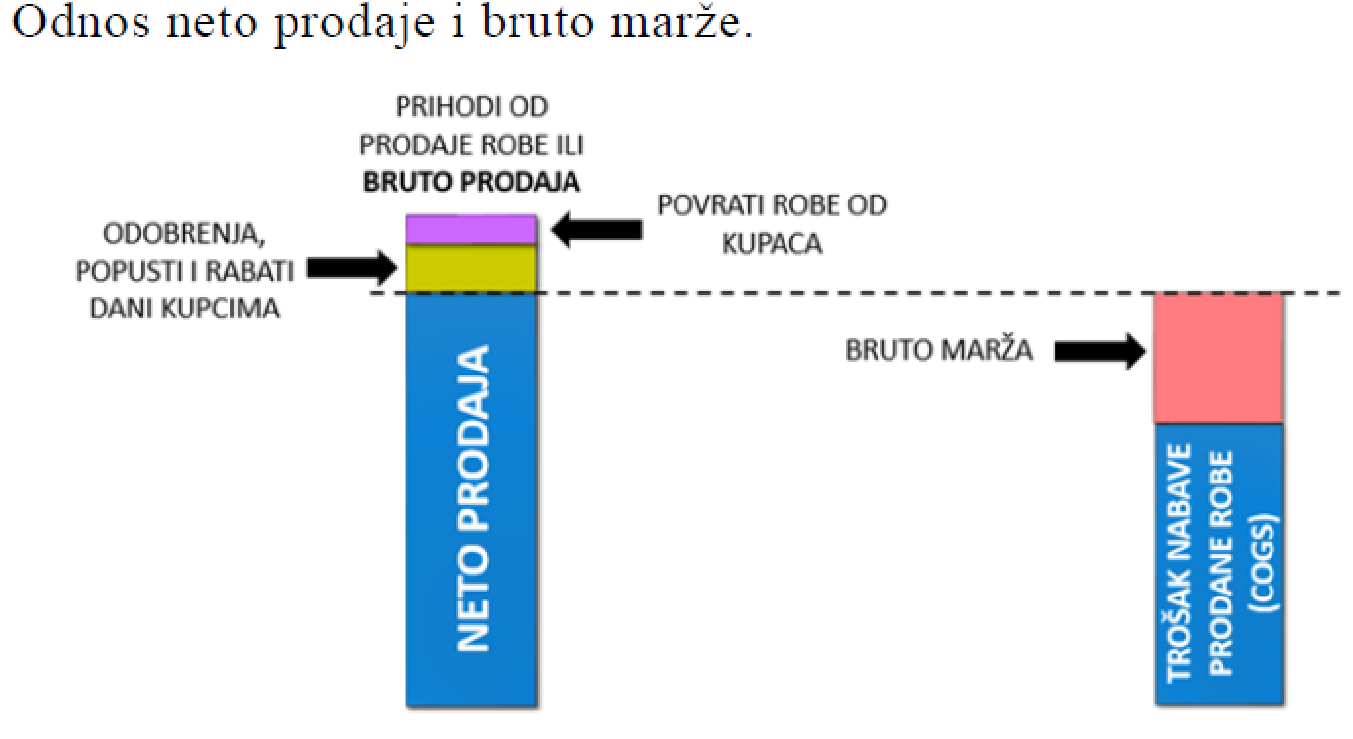 Odnos neto prodaje i bruto marže.
PRIHODI OD
PRODAJE ROBE ILI
BRUTO PRODAJA
ODOBRENJA,
POPUSTI I RABATI
DANI KUPCIMA
POVRATI ROBE OD
KUPACA
NETO PRODAJA
BRUTO MARŽA
TROŠAK NABAVE
PRODANE ROBE
(COGS)